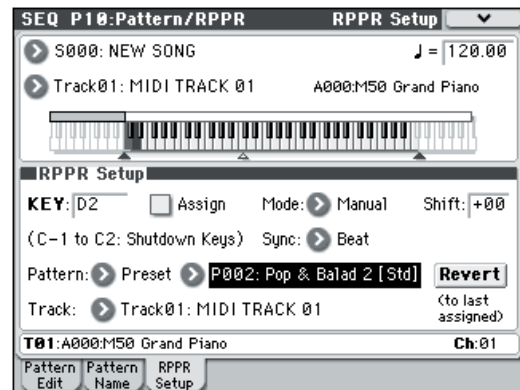 SEQ P10:Pattern/RPPR RPPR Setup
S000: NEW SONG ♩= 120.00
Track01: MIDI TRACK 01 A000:M50 Grand Piano
RPPR Setup
KEY: D2 Assign Mode: Manual Shift: +00
(C-1 to C2: Shutdown Keys) Sync: Beat
Pattern: Preset P002: Pop & Balad 2 [Std] Revert
Track: Track01: MIDI TRACK 01 (to last
assigned)
T01:A000:M50 Grand Piano Ch:01
Pattern Edit Pattern Name RPPR Setup